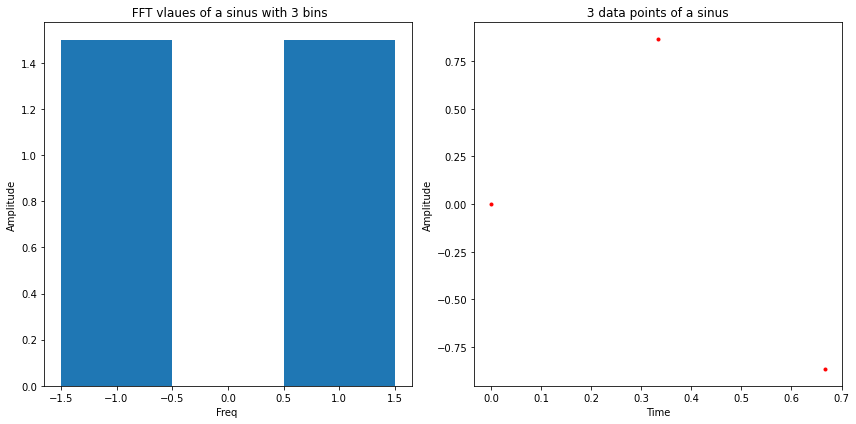 FFT vlaues of a sinus with 3 bins
1.4
1.2
1.0
0.8
0.6
0.4
0.2
0.0
Amplitude
−1.5 −1.0 −0.5 0.0 0.5 1.0 1.5
Freq
3 data points of a sinus
0.75
0.50
0.25
0.00
−0.25
−0.50
−0.75
Amplitude
0.0 0.1 0.2 0.3 0.4 0.5 0.6 0.7
Time